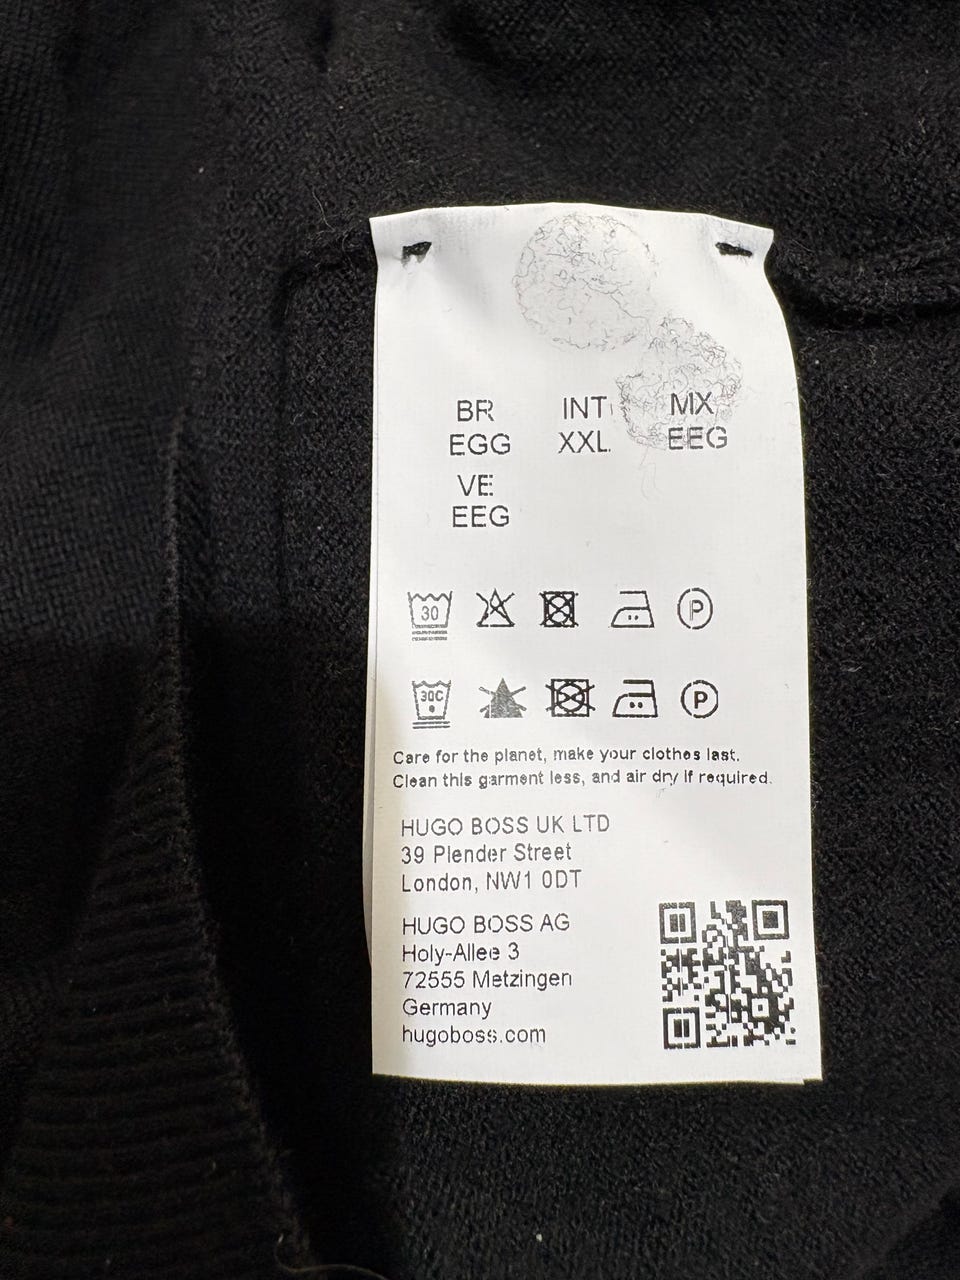 BR INT MX
EGG XXL EEG
VE
EEG
30 P
30C P
Care for the planet, make your clothes last.
Clean this garment less, and air dry if required.
HUGO BOSS UK LTD
39 Plender Street
London, NW1 0DT
HUGO BOSS AG
Holy-Allee 3
72555 Metzingen
Germany
hugoboss.com